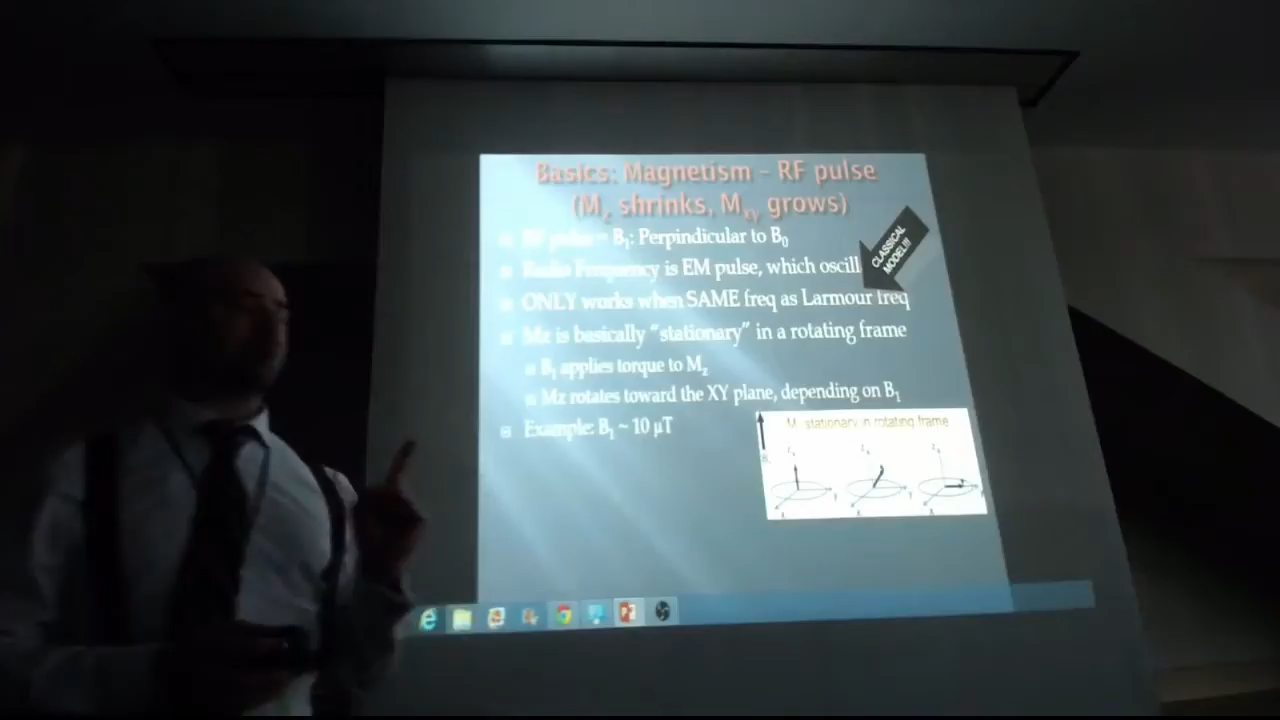 Basics: Magnetism – RF pulse
(Mz shrinks, Mxy grows)
RF pulse = B1: Perpindicular to B0
Radio Frequency is EM pulse, which oscill
ONLY works when SAME freq as Larmour freq
Mz is basically “stationary” in a rotating frame
B1 applies torque to Mz
Mz rotates toward the XY plane, depending on B1
Example: B1 ~ 10 µT
CLASSICAL
MODEL!!!
stationary in rotating frame